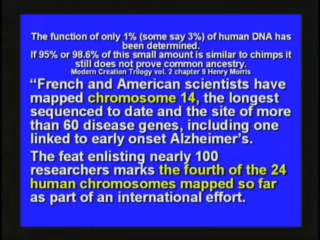 The function of only 1% (some say 3%) of human DNA has
been determined.
If 95% or 98.6% of this small amount is similar to chimps it
still does not prove common ancestry.
Modern Creation Trilogy vol. 2 chapter 9 Henry Morris
“French and American scientists have
mapped chromosome 14, the longest
sequenced to date and the site of more
than 60 disease genes, including one
linked to early onset Alzheimer’s.
The feat enlisting nearly 100
researchers marks the fourth of the 24
human chromosomes mapped so far
as part of an international effort.